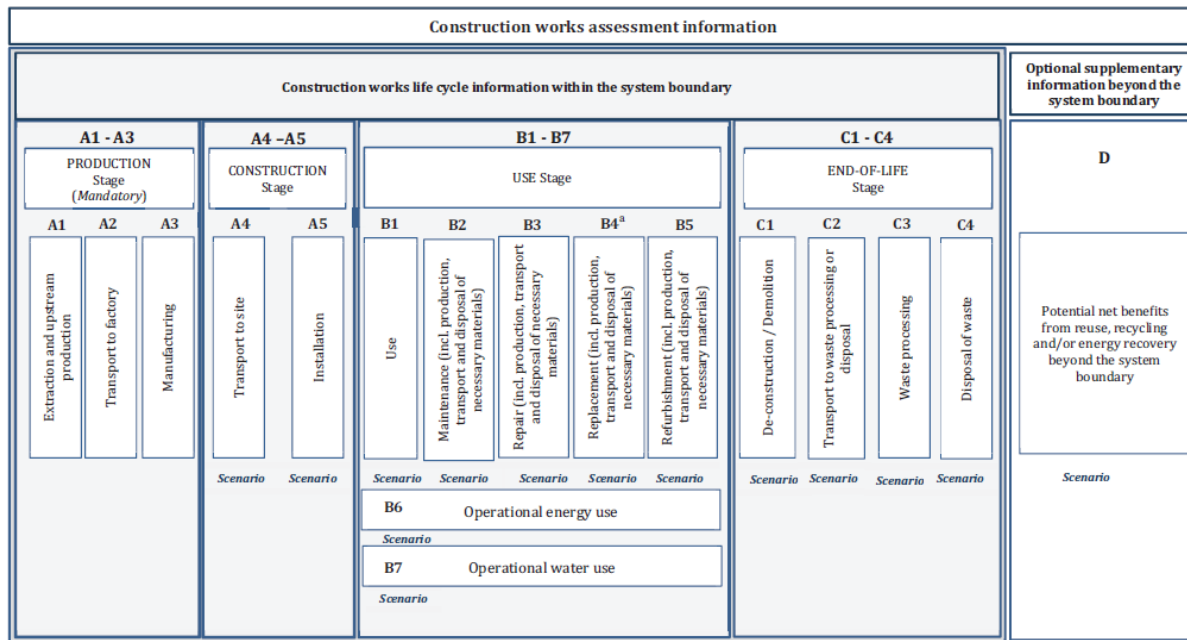 Construction works assessment information
Construction works life cycle information within the system boundary
Optional supplementary
information beyond the
system boundary
A1 - A3
PRODUCTION
Stage
(Mandatory)
A1
A2
A3
Extraction and upstream
production
Transport to factory
Manufacturing
A4 –A5
CONSTRUCTION
Stage
A4
A5
Transport to site
Installation
Scenario
Scenario
B1 - B7
USE Stage
B1
B2
B3
B4ᵃ
B5
Use
Maintenance (incl. production,
transport and disposal of
necessary materials)
Repair (incl. production, transport
and disposal of necessary
materials)
Replacement (incl. production,
transport and disposal of
necessary materials)
Refurbishment (incl. production,
transport and disposal of
necessary materials)
Scenario
Scenario
Scenario
Scenario
Scenario
B6
Operational energy use
Scenario
B7
Operational water use
Scenario
C1 - C4
END-OF-LIFE
Stage
C1
C2
C3
C4
De-construction / Demolition
Transport to waste processing or
disposal
Waste processing
Disposal of waste
Scenario
Scenario
Scenario
Scenario
D
Potential net benefits
from reuse, recycling
and/or energy recovery
beyond the system
boundary
Scenario